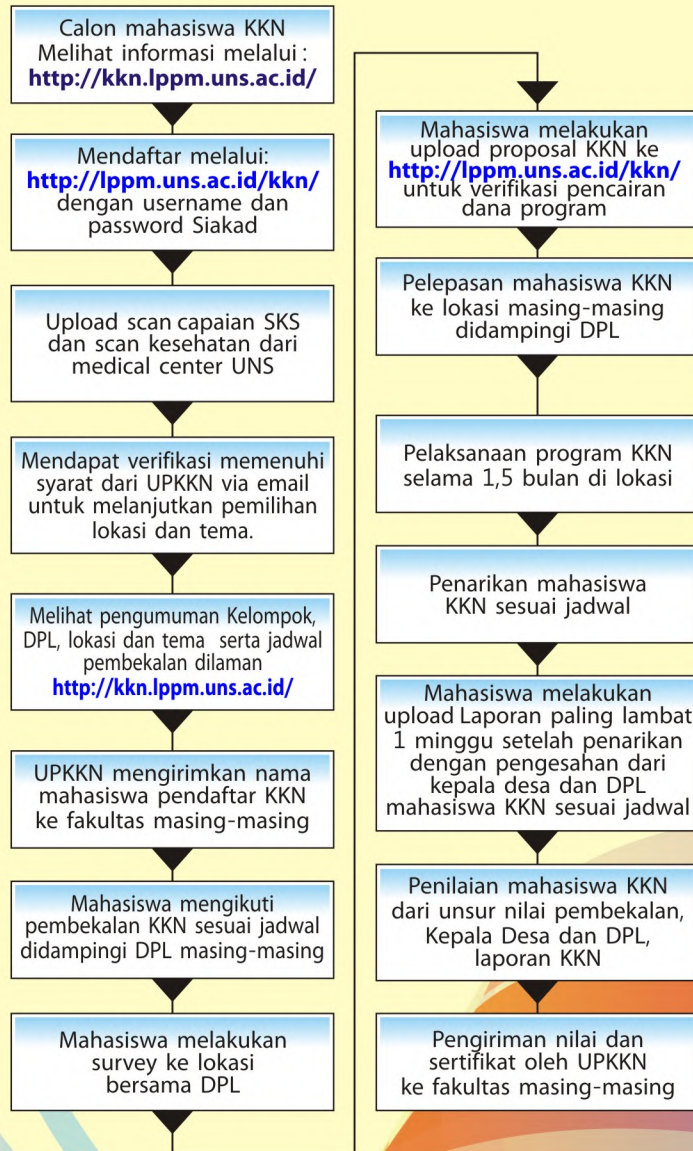 Calon mahasiswa KKN
Melihat informasi melalui :
http://kkn.lppm.uns.ac.id/
Mendaftar melalui:
http://lppm.uns.ac.id/kkn/
dengan username dan
password Siakad
Upload scan capaian SKS
dan scan kesehatan dari
medical center UNS
Mendapat verifikasi memenuhi
syarat dari UPKKN via email
untuk melanjutkan pemilihan
lokasi dan tema.
Melihat pengumuman Kelompok,
DPL, lokasi dan tema serta jadwal
pembekalan dilaman
http://kkn.lppm.uns.ac.id/
UPKKN mengirimkan nama
mahasiswa pendaftar KKN
ke fakultas masing-masing
Mahasiswa mengikuti
pembekalan KKN sesuai jadwal
didampingi DPL masing-masing
Mahasiswa melakukan
survey ke lokasi
bersama DPL
Mahasiswa melakukan
upload proposal KKN ke
http://lppm.uns.ac.id/kkn/
untuk verifikasi pencairan
dana program
Pelepasan mahasiswa KKN
ke lokasi masing-masing
didampingi DPL
Pelaksanaan program KKN
selama 1,5 bulan di lokasi
Penarikan mahasiswa
KKN sesuai jadwal
Mahasiswa melakukan
upload Laporan paling lambat
1 minggu setelah penarikan
dengan pengesahan dari
kepala desa dan DPL
mahasiswa KKN sesuai jadwal
Penilaian mahasiswa KKN
dari unsur nilai pembekalan,
Kepala Desa dan DPL,
laporan KKN
Pengiriman nilai dan
sertifikat oleh UPKKN
ke fakultas masing-masing